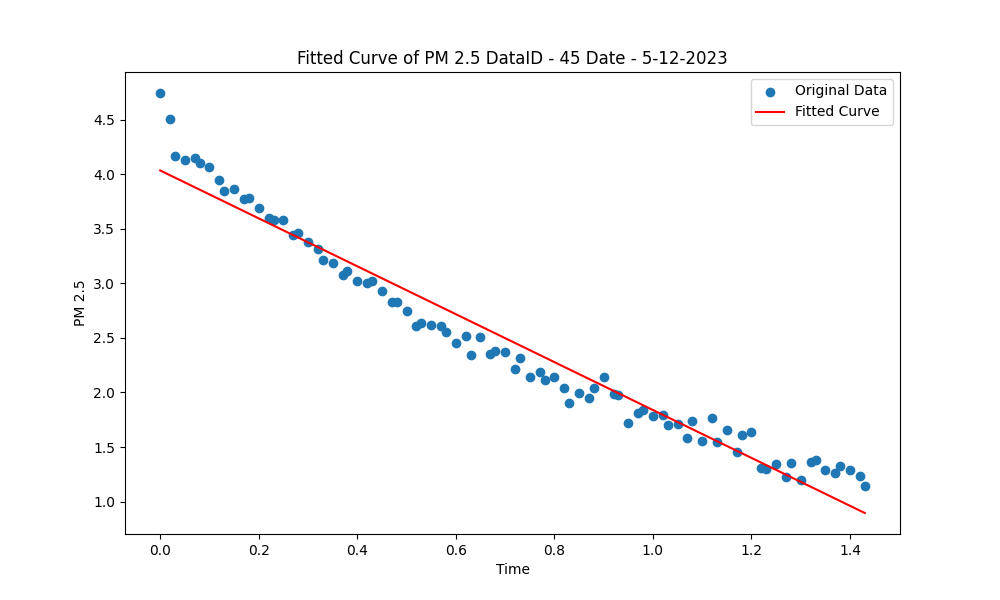 Fitted Curve of PM 2.5 DataID - 45 Date - 5-12-2023
Original Data
Fitted Curve
4.5
4.0
3.5
3.0
2.5
2.0
1.5
1.0
PM 2.5
0.0 0.2 0.4 0.6 0.8 1.0 1.2 1.4
Time